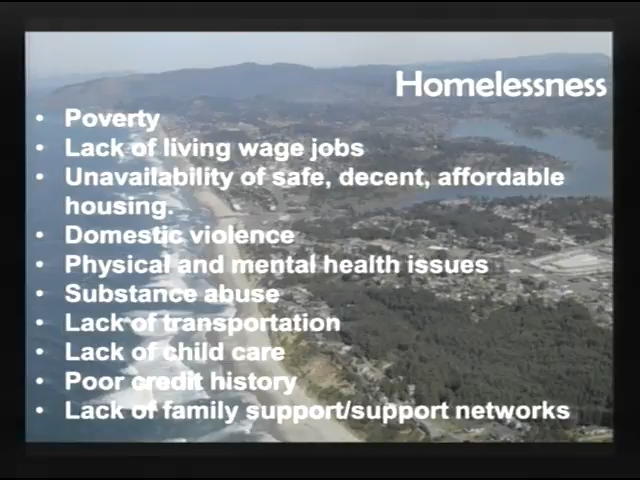 Homelessness
• Poverty
• Lack of living wage jobs
• Unavailability of safe, decent, affordable
housing.
• Domestic violence
• Physical and mental health issues
• Substance abuse
• Lack of transportation
• Lack of child care
• Poor credit history
• Lack of family support/support networks